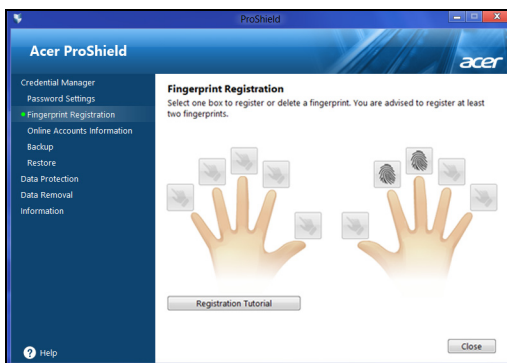 ProShield
Acer ProShield
acer
Credential Manager
Password Settings
Fingerprint Registration
Online Accounts Information
Backup
Restore
Data Protection
Data Removal
Information
Help
Fingerprint Registration
Select one box to register or delete a fingerprint. You are advised to register at least
two fingerprints.
Registration Tutorial
Close